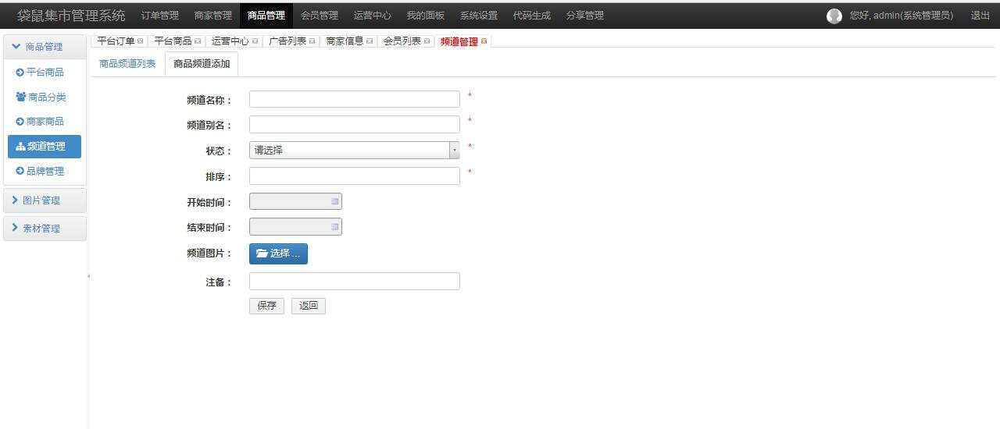 袋鼠集市管理系统 订单管理 商家管理 商品管理 会员管理 运营中心 我的面板 系统设置 代码生成 分享管理 您好, admin(系统管理员) 退出
商品管理
平台商品
商品分类
商家商品
频道管理
品牌管理
图片管理
素材管理
平台订单 平台商品 运营中心 广告列表 商家信息 会员列表 频道管理
商品频道列表 商品频道添加
频道名称： *
频道别名： *
状态： 请选择 *
排序： *
开始时间：
结束时间：
频道图片： 选择 ...
注备：
保存 返回